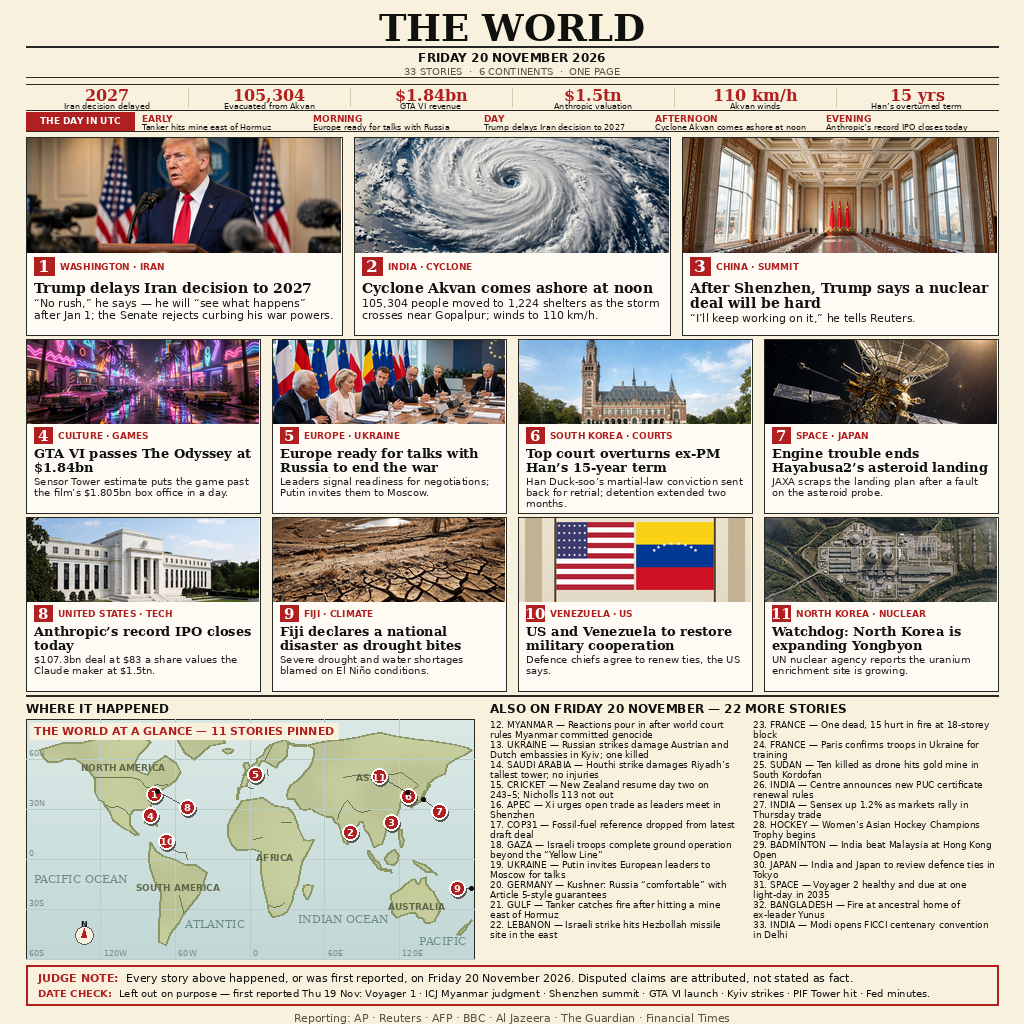 THE WORLD
FRIDAY 20 NOVEMBER 2026
33 STORIES · 6 CONTINENTS · ONE PAGE
2027
Iran decision delayed
105,304
Evacuated from Akvan
$1.84bn
GTA VI revenue
$1.5tn
Anthropic valuation
110 km/h
Akvan winds
15 yrs
Han's overturned term
THE DAY IN UTC
EARLY
Tanker hits mine east of Hormuz
MORNING
Europe ready for talks with Russia
DAY
Trump delays Iran decision to 2027
AFTERNOON
Cyclone Akvan comes ashore at noon
EVENING
Anthropic's record IPO closes today
1 WASHINGTON · IRAN
Trump delays Iran decision to 2027
“No rush,” he says — he will “see what happens”
after Jan 1; the Senate rejects curbing his war powers.
2 INDIA · CYCLONE
Cyclone Akvan comes ashore at noon
105,304 people moved to 1,224 shelters as the storm
crosses near Gopalpur; winds to 110 km/h.
3 CHINA · SUMMIT
After Shenzhen, Trump says a nuclear
deal will be hard
“I’ll keep working on it,” he tells Reuters.
4 CULTURE · GAMES
GTA VI passes The Odyssey at
$1.84bn
Sensor Tower estimate puts the game past
the film’s $1.805bn box office in a day.
5 EUROPE · UKRAINE
Europe ready for talks with
Russia to end the war
Leaders signal readiness for negotiations;
Putin invites them to Moscow.
6 SOUTH KOREA · COURTS
Top court overturns ex-PM
Han’s 15-year term
Han Duck-soo’s martial-law conviction sent
back for retrial; detention extended two
months.
7 SPACE · JAPAN
Engine trouble ends
Hayabusa2’s asteroid landing
JAXA scraps the landing plan after a fault
on the asteroid probe.
8 UNITED STATES · TECH
Anthropic’s record IPO closes
today
$107.3bn deal at $83 a share values the
Claude maker at $1.5tn.
9 FIJI · CLIMATE
Fiji declares a national
disaster as drought bites
Severe drought and water shortages
blamed on El Niño conditions.
10 VENEZUELA · US
US and Venezuela to restore
military cooperation
Defence chiefs agree to renew ties, the US
says.
11 NORTH KOREA · NUCLEAR
Watchdog: North Korea is
expanding Yongbyon
UN nuclear agency reports the uranium
enrichment site is growing.
WHERE IT HAPPENED
THE WORLD AT A GLANCE — 11 STORIES PINNED
60N
NORTH AMERICA
5
11
1
8
6
30N
4
7
3
2
10
0
AFRICA
PACIFIC OCEAN
SOUTH AMERICA
9
30S
AUSTRALIA
ATLANTIC
INDIAN OCEAN
N
PACIFIC
60S
120W
60W
0
60E
120E
ALSO ON FRIDAY 20 NOVEMBER — 22 MORE STORIES
12. MYANMAR — Reactions pour in after world court
rules Myanmar committed genocide
13. UKRAINE — Russian strikes damage Austrian and
Dutch embassies in Kyiv; one killed
14. SAUDI ARABIA — Houthi strike damages Riyadh’s
tallest tower; no injuries
15. CRICKET — New Zealand resume day two on
243–5; Nicholls 113 not out
16. APEC — Xi urges open trade as leaders meet in
Shenzhen
17. COP31 — Fossil-fuel reference dropped from latest
draft deal
18. GAZA — Israeli troops complete ground operation
beyond the “Yellow Line”
19. UKRAINE — Putin invites European leaders to
Moscow for talks
20. GERMANY — Kushner: Russia “comfortable” with
Article 5-style guarantees
21. GULF — Tanker catches fire after hitting a mine
east of Hormuz
22. LEBANON — Israeli strike hits Hezbollah missile
site in the east
23. FRANCE — One dead, 15 hurt in fire at 18-storey
block
24. FRANCE — Paris confirms troops in Ukraine for
training
25. SUDAN — Ten killed as drone hits gold mine in
South Kordofan
26. INDIA — Centre announces new PUC certificate
renewal rules
27. INDIA — Sensex up 1.2% as markets rally in
Thursday trade
28. HOCKEY — Women’s Asian Hockey Champions
Trophy begins
29. BADMINTON — India beat Malaysia at Hong Kong
Open
30. JAPAN — India and Japan to review defence ties in
Tokyo
31. SPACE — Voyager 2 healthy and due at one
light-day in 2035
32. BANGLADESH — Fire at ancestral home of
ex-leader Yunus
33. INDIA — Modi opens FICCI centenary convention
in Delhi
JUDGE NOTE: Every story above happened, or was first reported, on Friday 20 November 2026. Disputed claims are attributed, not stated as fact.
DATE CHECK: Left out on purpose — first reported Thu 19 Nov: Voyager 1 · ICJ Myanmar judgment · Shenzhen summit · GTA VI launch · Kyiv strikes · PIF Tower hit · Fed minutes.
Reporting: AP · Reuters · AFP · BBC · Al Jazeera · The Guardian · Financial Times